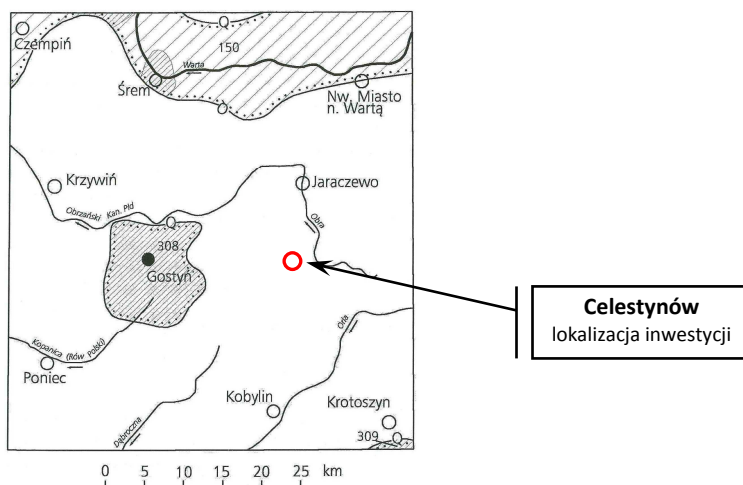 Q
150
Czempiń
Warta
Śrem
Nw. Miasto
n. Wartą
Q
Krzywiń
Jaraczewo
Obrzański Kan. Płd
Q
Obra
308
Gostyń
Celestynów
lokalizacja inwestycji
Orla
Kopanica (Rów Polski)
Poniec
Kobylin
Krotoszyn
Dąbroczna
309
Q
0 5 10 15 20 25 km